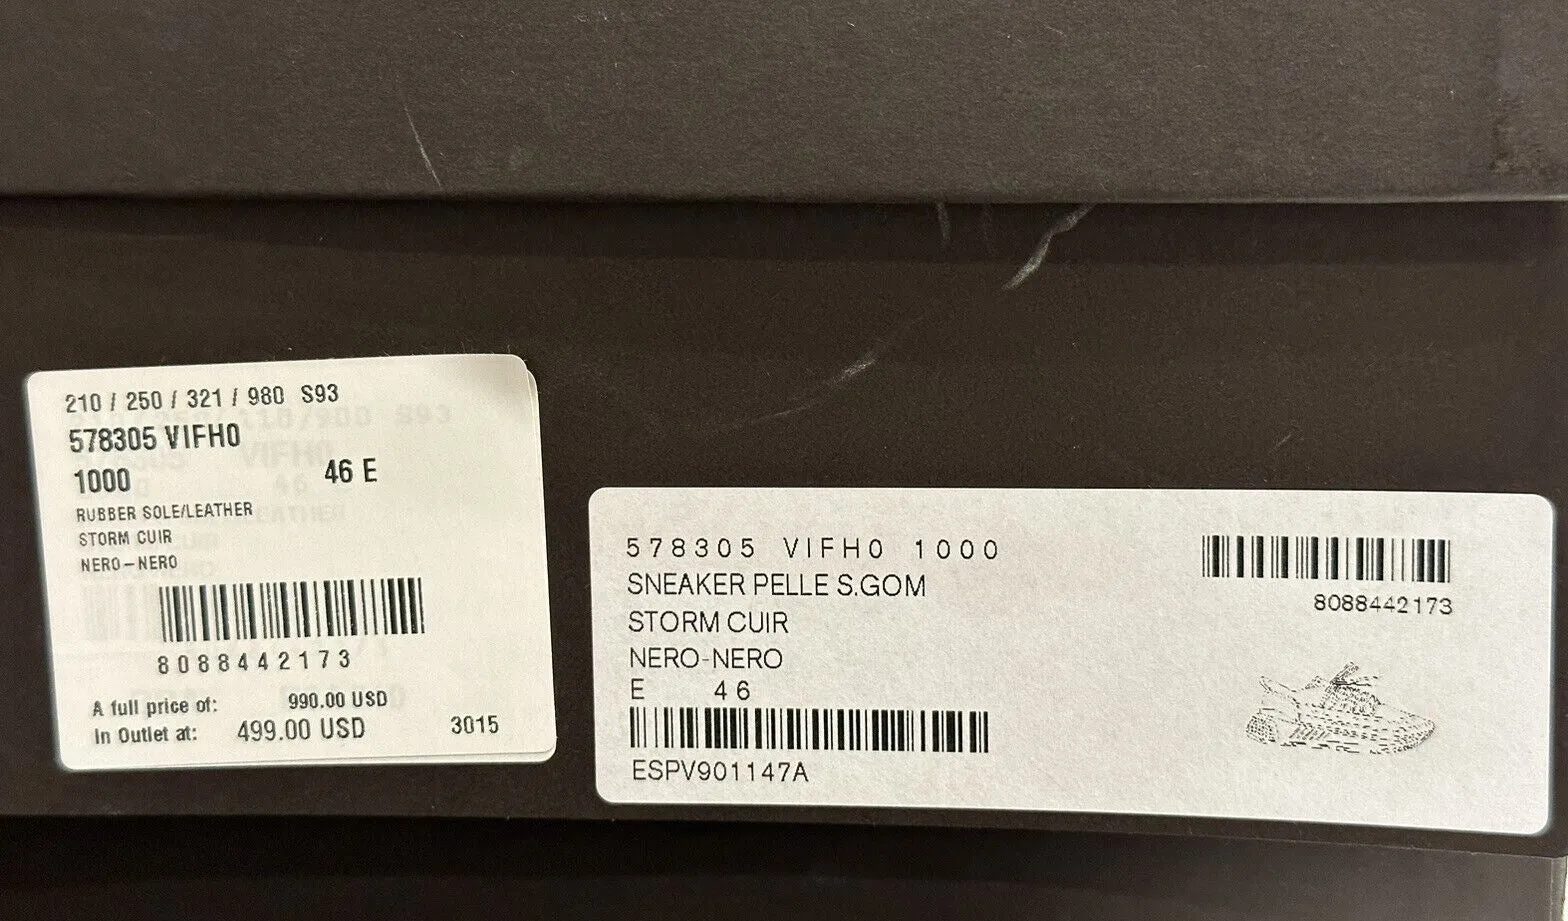 210 / 250 / 321 / 980 S93
578305 VIFH0
1000 46 E
RUBBER SOLE/LEATHER
STORM CUIR
NERO-NERO
8088442173
A full price of: 990.00 USD
In Outlet at: 499.00 USD 3015
578305 VIFH0 1000
SNEAKER PELLE S.GOM
STORM CUIR
NERO-NERO
E 46
ESPV901147A
8088442173